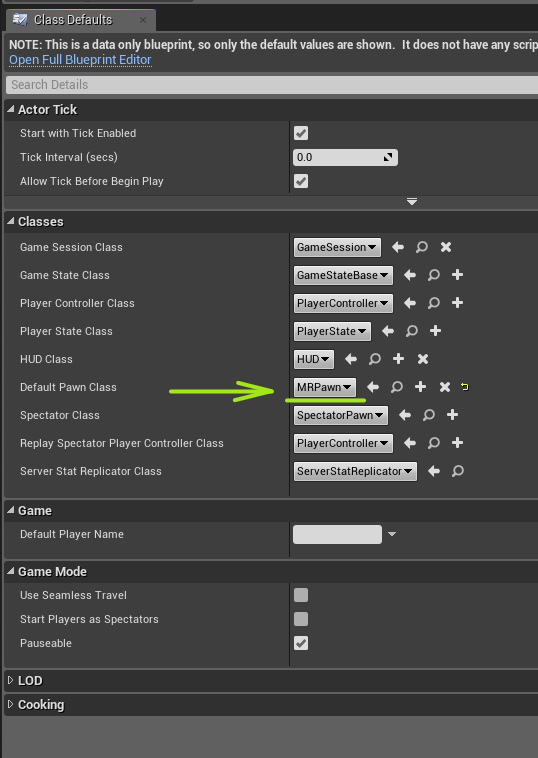 Class Defaults
NOTE: This is a data only blueprint, so only the default values are shown. It does not have any scrip
Open Full Blueprint Editor
Search Details
Actor Tick
Start with Tick Enabled
Tick Interval (secs) 0.0
Allow Tick Before Begin Play
Classes
Game Session Class GameSession
Game State Class GameStateBase
Player Controller Class PlayerController
Player State Class PlayerState
HUD Class HUD
Default Pawn Class MRPawn
Spectator Class SpectatorPawn
Replay Spectator Player Controller Class PlayerController
Server Stat Replicator Class ServerStatReplicator
Game
Default Player Name
Game Mode
Use Seamless Travel
Start Players as Spectators
Pauseable
LOD
Cooking